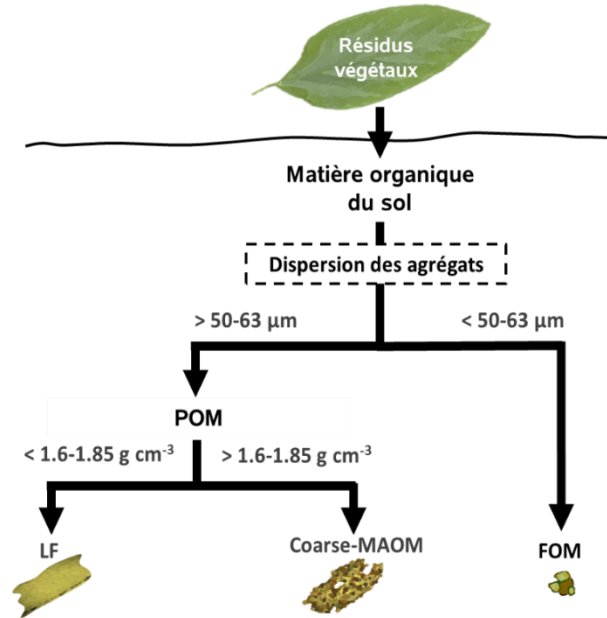 Résidus
végétaux
Matière organique
du sol
Dispersion des agrégats
> 50-63 µm
< 50-63 µm
POM
< 1.6-1.85 g cm⁻³
> 1.6-1.85 g cm⁻³
LF
Coarse-MAOM
FOM